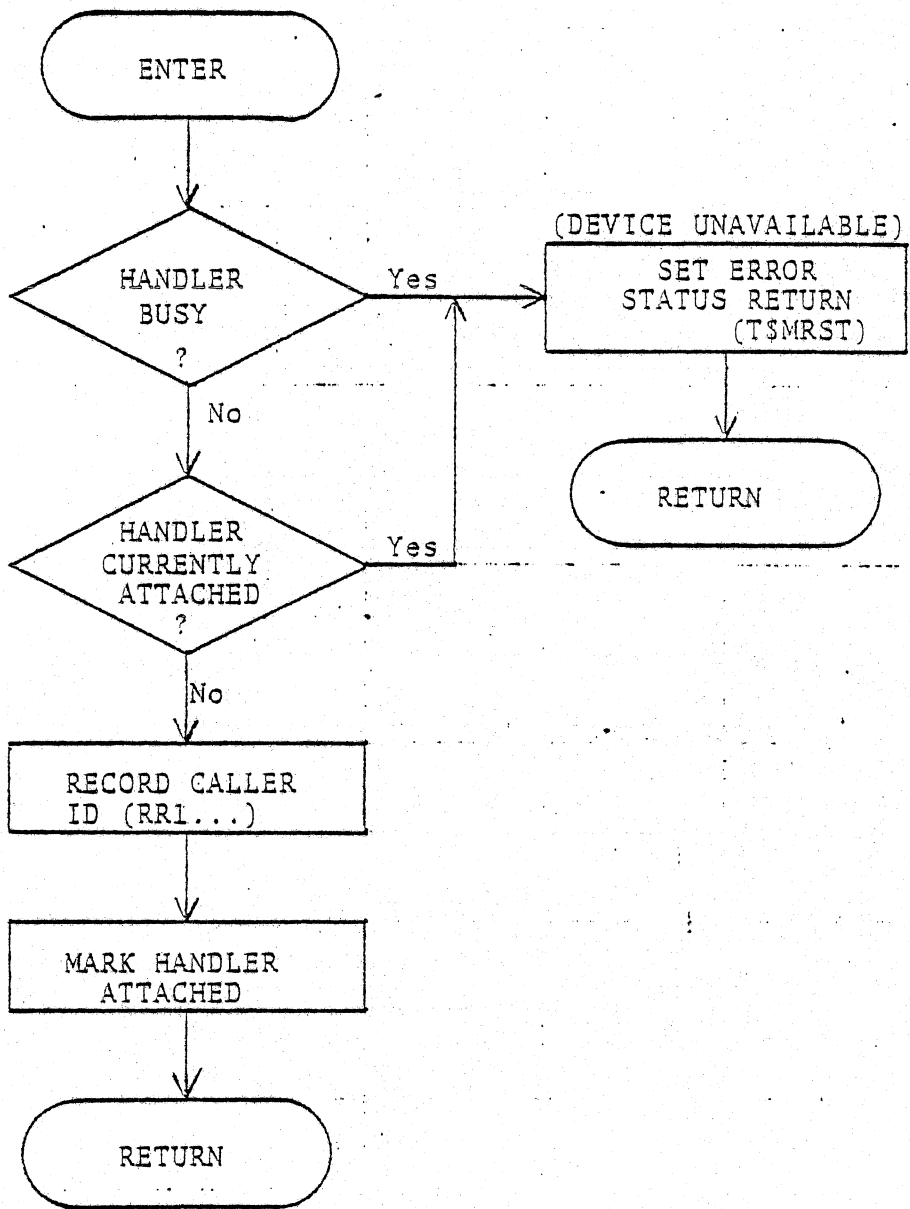 ENTER
HANDLER
BUSY
?
Yes
(DEVICE UNAVAILABLE)
SET ERROR
STATUS RETURN
(T$MRST)
RETURN
No
HANDLER
CURRENTLY
ATTACHED
?
Yes
No
RECORD CALLER
ID (RR1...)
MARK HANDLER
ATTACHED
RETURN